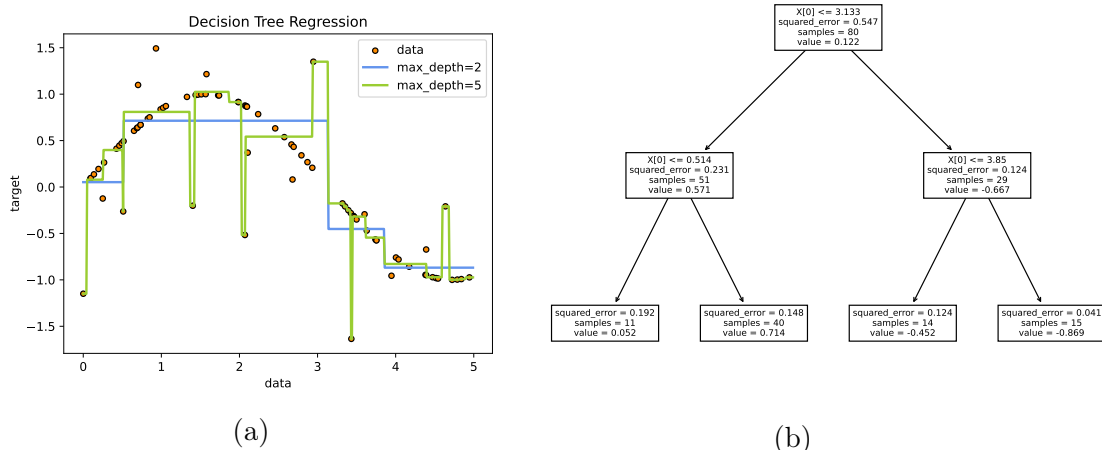 Decision Tree Regression
data
max_depth=2
max_depth=5
1.5
1.0
0.5
0.0
−0.5
−1.0
−1.5
target
0
1
2
3
4
5
data
(a)
X[0] <= 3.133
squared_error = 0.547
samples = 80
value = 0.122
X[0] <= 0.514
squared_error = 0.231
samples = 51
value = 0.571
X[0] <= 3.85
squared_error = 0.124
samples = 29
value = -0.667
squared_error = 0.192
samples = 11
value = 0.052
squared_error = 0.148
samples = 40
value = 0.714
squared_error = 0.124
samples = 14
value = -0.452
squared_error = 0.041
samples = 15
value = -0.869
(b)